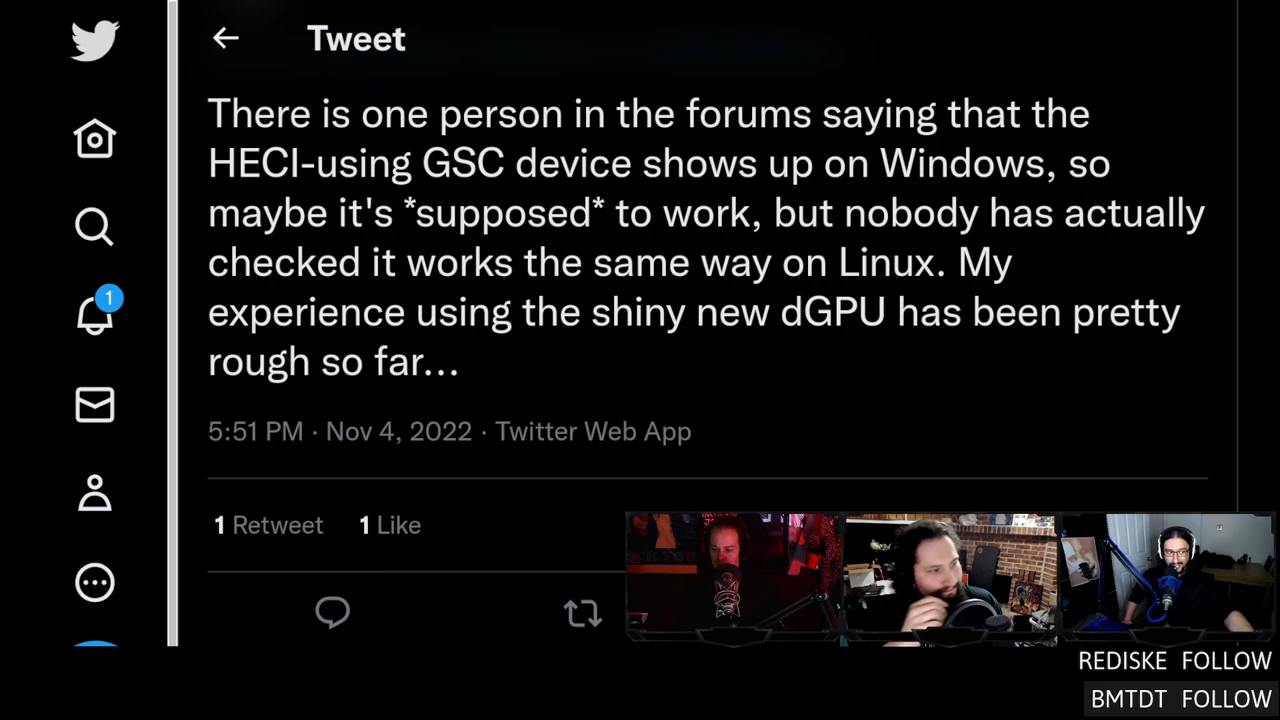 Tweet
There is one person in the forums saying that the
HECI-using GSC device shows up on Windows, so
maybe it's *supposed* to work, but nobody has actually
checked it works the same way on Linux. My
experience using the shiny new dGPU has been pretty
rough so far...
5:51 PM · Nov 4, 2022 · Twitter Web App
1 Retweet 1 Like
1
REDISKE FOLLOW
BMTDT FOLLOW